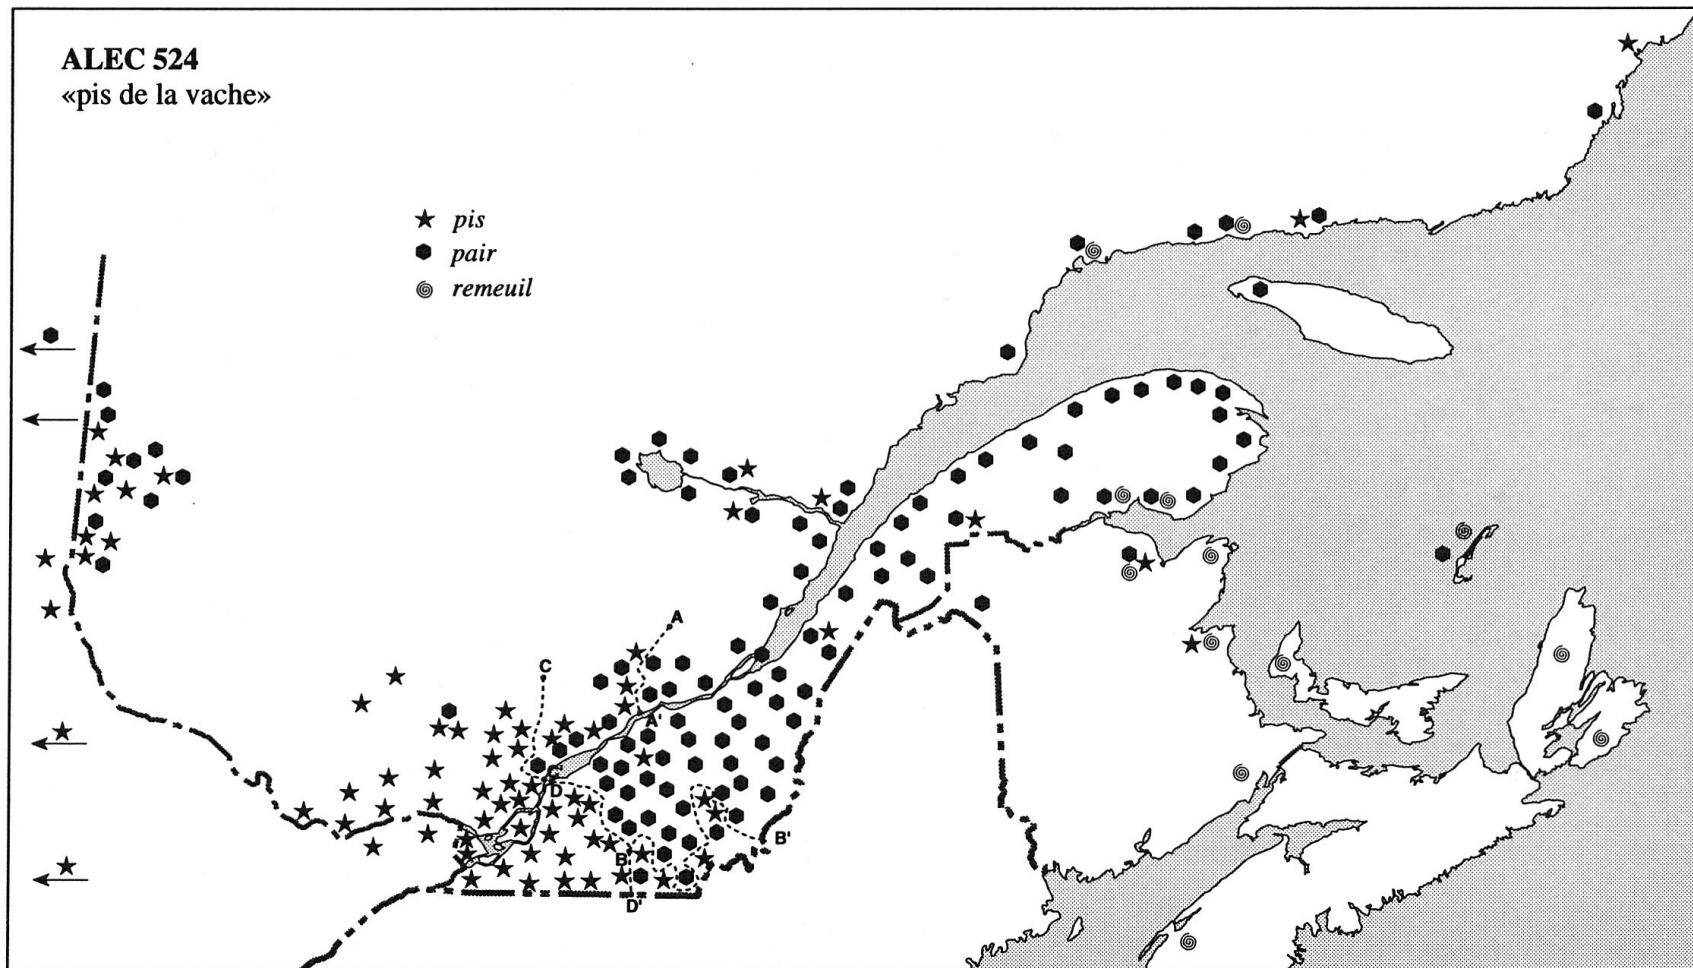 ALEC 524
«pis de la vache»
pis
pair
remeuil
A
C
A'
C'
D
B
B'
D'